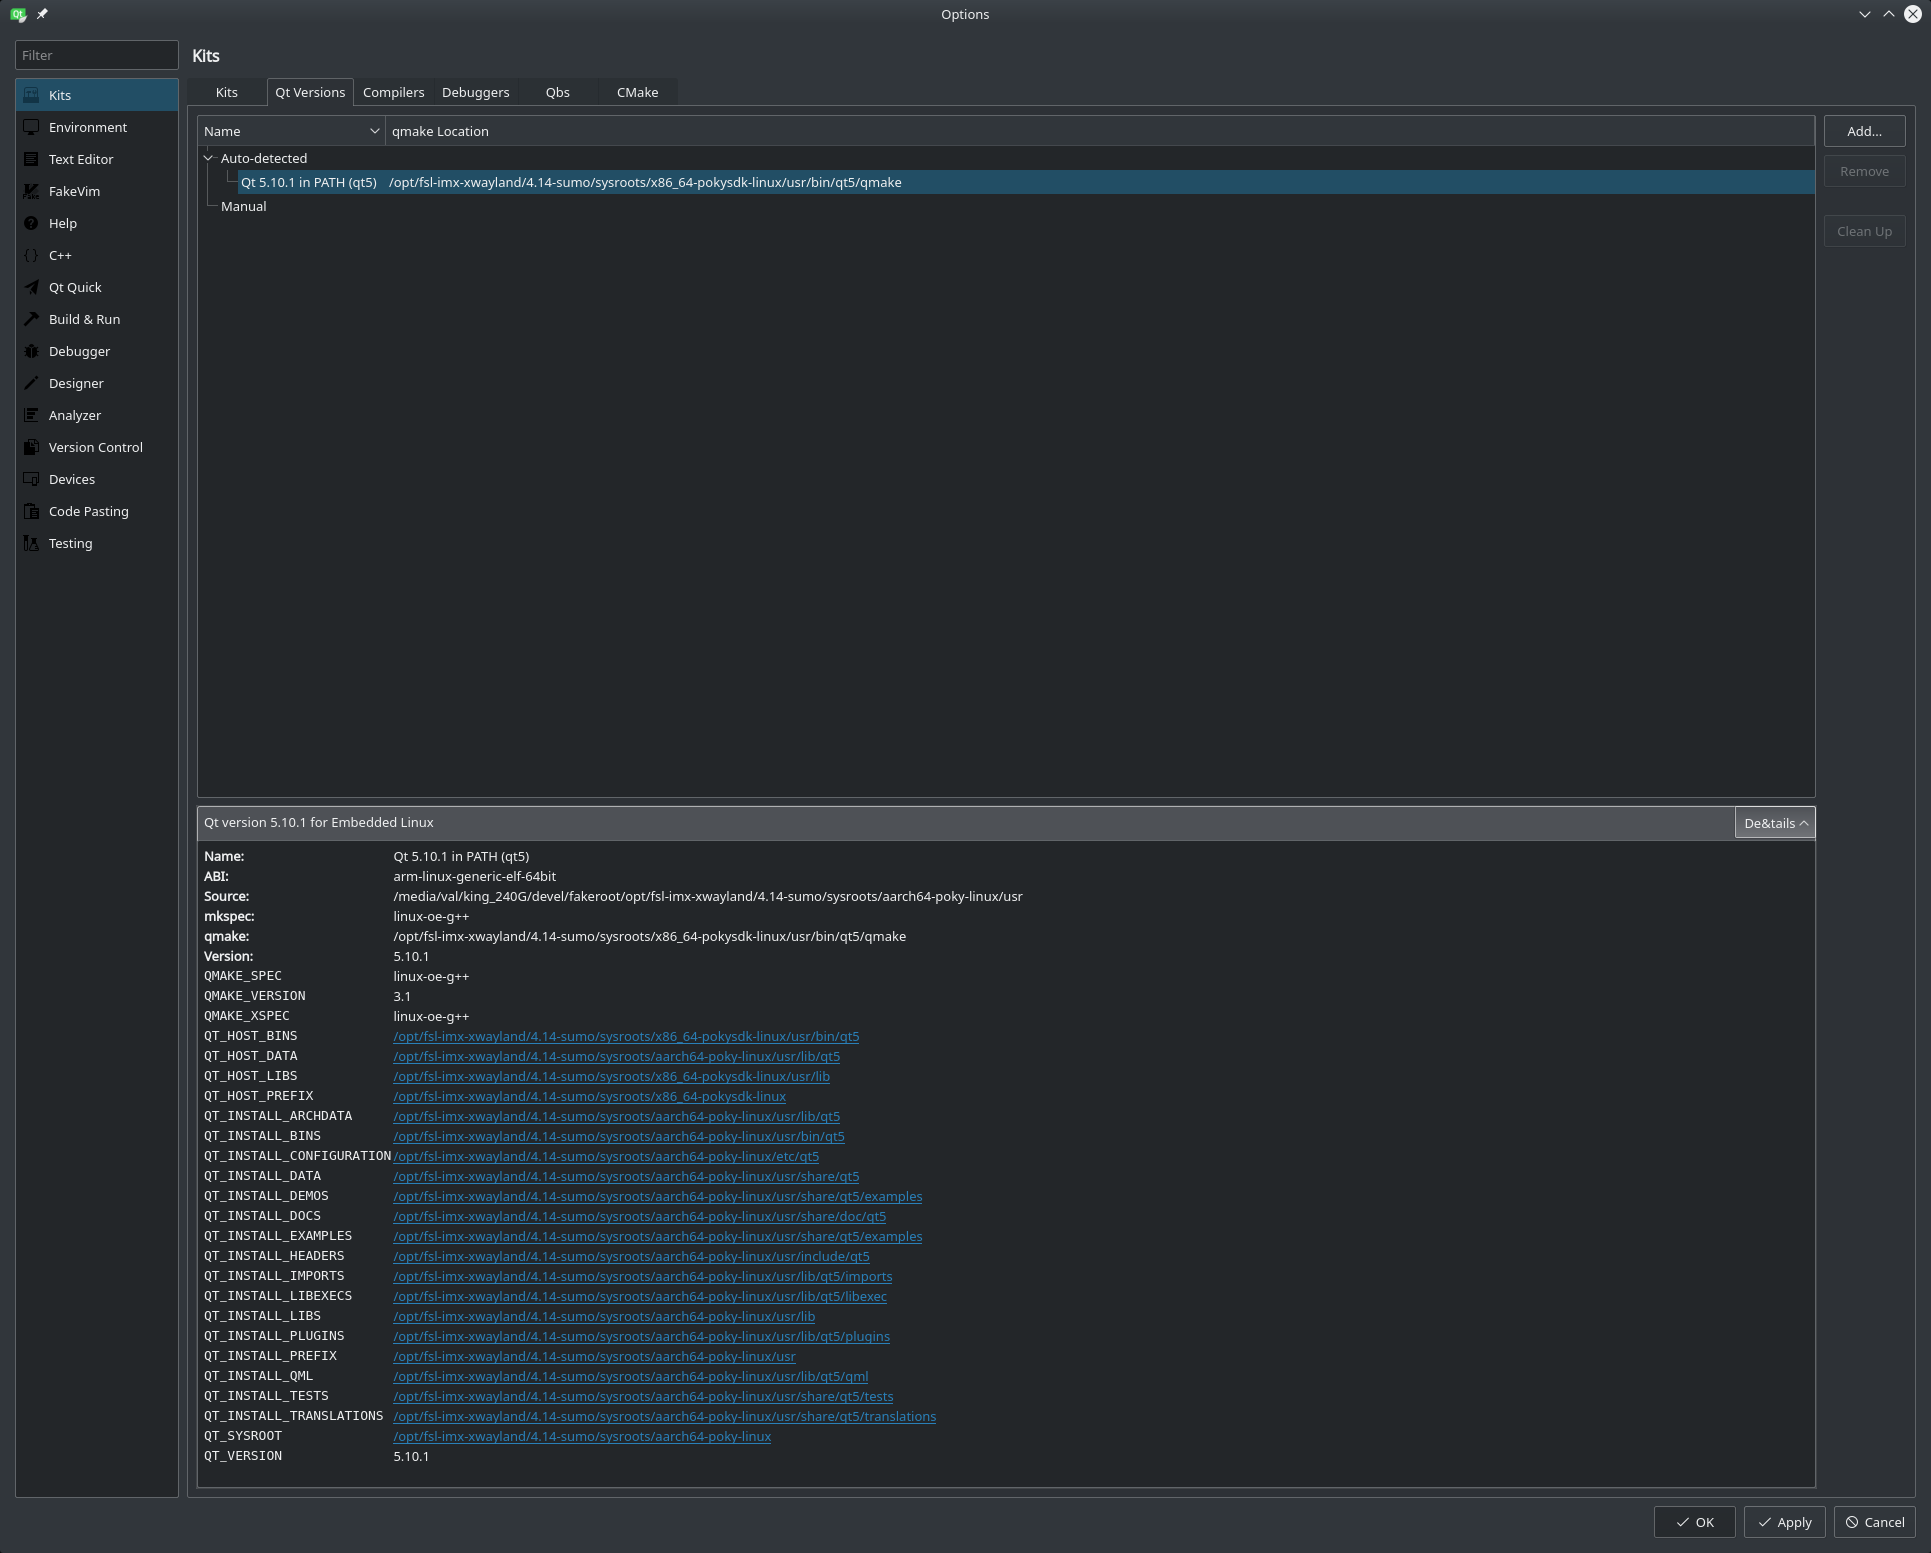 Options
Filter
Kits
Kits
Environment
Text Editor
FakeVim
Help
C++
Qt Quick
Build & Run
Debugger
Designer
Analyzer
Version Control
Devices
Code Pasting
Testing
Kits Qt Versions Compilers Debuggers Qbs CMake
Name qmake Location
Auto-detected
Qt 5.10.1 in PATH (qt5) /opt/fsl-imx-xwayland/4.14-sumo/sysroots/x86_64-pokysdk-linux/usr/bin/qt5/qmake
Manual
Add...
Remove
Clean Up
Qt version 5.10.1 for Embedded Linux De&tails
Name: Qt 5.10.1 in PATH (qt5)
ABI: arm-linux-generic-elf-64bit
Source: /media/val/king_240G/devel/fakeroot/opt/fsl-imx-xwayland/4.14-sumo/sysroots/aarch64-poky-linux/usr
mkspec: linux-oe-g++
qmake: /opt/fsl-imx-xwayland/4.14-sumo/sysroots/x86_64-pokysdk-linux/usr/bin/qt5/qmake
Version: 5.10.1
QMAKE_SPEC linux-oe-g++
QMAKE_VERSION 3.1
QMAKE_XSPEC linux-oe-g++
QT_HOST_BINS /opt/fsl-imx-xwayland/4.14-sumo/sysroots/x86_64-pokysdk-linux/usr/bin/qt5
QT_HOST_DATA /opt/fsl-imx-xwayland/4.14-sumo/sysroots/aarch64-poky-linux/usr/lib/qt5
QT_HOST_LIBS /opt/fsl-imx-xwayland/4.14-sumo/sysroots/x86_64-pokysdk-linux/usr/lib
QT_HOST_PREFIX /opt/fsl-imx-xwayland/4.14-sumo/sysroots/x86_64-pokysdk-linux
QT_INSTALL_ARCHDATA /opt/fsl-imx-xwayland/4.14-sumo/sysroots/aarch64-poky-linux/usr/lib/qt5
QT_INSTALL_BINS /opt/fsl-imx-xwayland/4.14-sumo/sysroots/aarch64-poky-linux/usr/bin/qt5
QT_INSTALL_CONFIGURATION /opt/fsl-imx-xwayland/4.14-sumo/sysroots/aarch64-poky-linux/etc/qt5
QT_INSTALL_DATA /opt/fsl-imx-xwayland/4.14-sumo/sysroots/aarch64-poky-linux/usr/share/qt5
QT_INSTALL_DEMOS /opt/fsl-imx-xwayland/4.14-sumo/sysroots/aarch64-poky-linux/usr/share/qt5/examples
QT_INSTALL_DOCS /opt/fsl-imx-xwayland/4.14-sumo/sysroots/aarch64-poky-linux/usr/share/doc/qt5
QT_INSTALL_EXAMPLES /opt/fsl-imx-xwayland/4.14-sumo/sysroots/aarch64-poky-linux/usr/share/qt5/examples
QT_INSTALL_HEADERS /opt/fsl-imx-xwayland/4.14-sumo/sysroots/aarch64-poky-linux/usr/include/qt5
QT_INSTALL_IMPORTS /opt/fsl-imx-xwayland/4.14-sumo/sysroots/aarch64-poky-linux/usr/lib/qt5/imports
QT_INSTALL_LIBEXECS /opt/fsl-imx-xwayland/4.14-sumo/sysroots/aarch64-poky-linux/usr/lib/qt5/libexec
QT_INSTALL_LIBS /opt/fsl-imx-xwayland/4.14-sumo/sysroots/aarch64-poky-linux/usr/lib
QT_INSTALL_PLUGINS /opt/fsl-imx-xwayland/4.14-sumo/sysroots/aarch64-poky-linux/usr/lib/qt5/plugins
QT_INSTALL_PREFIX /opt/fsl-imx-xwayland/4.14-sumo/sysroots/aarch64-poky-linux/usr
QT_INSTALL_QML /opt/fsl-imx-xwayland/4.14-sumo/sysroots/aarch64-poky-linux/usr/lib/qt5/qml
QT_INSTALL_TESTS /opt/fsl-imx-xwayland/4.14-sumo/sysroots/aarch64-poky-linux/usr/share/qt5/tests
QT_INSTALL_TRANSLATIONS /opt/fsl-imx-xwayland/4.14-sumo/sysroots/aarch64-poky-linux/usr/share/qt5/translations
QT_SYSROOT /opt/fsl-imx-xwayland/4.14-sumo/sysroots/aarch64-poky-linux
QT_VERSION 5.10.1
OK Apply Cancel